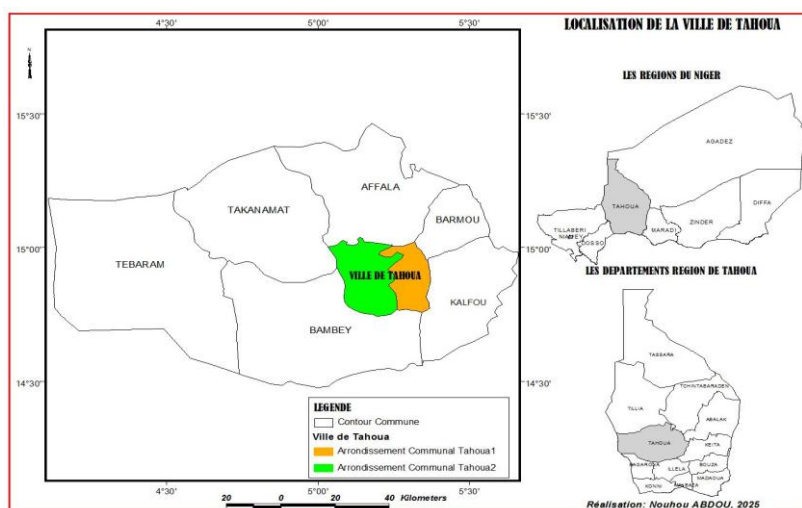 LOCALISATION DE LA VILLE DE TAHOUA
4°30' 5°00' 5°30'
N
15°30' 15°30'
15°00' 15°00'
14°30' 14°30'
AFFALA
TAKANAMAT
BARMOU
TEBARAM
VILLE DE TAHOUA
KALFOU
BAMBEY
LEGENDE
Contour Commune
Ville de Tahoua
Arrondissement Communal Tahoua1
Arrondissement Communal Tahoua2
4°30' 5°00' 5°30'
20 0 20 40 Kilometers
LES REGIONS DU NIGER
AGADEZ
TAHOUA
DIFFA
ZINDER
MARADI
TILLABERI
NIAMEY
DOSSO
LES DEPARTEMENTS REGION DE TAHOUA
TASSARA
TCHINTABARADEN
TILLIA
ABALAK
TAHOUA
KEITA
BAGAROUA
ILLELA
BOUZA
MADAOUA
KONNI
Réalisation: Nouhou ABDOU, 2025